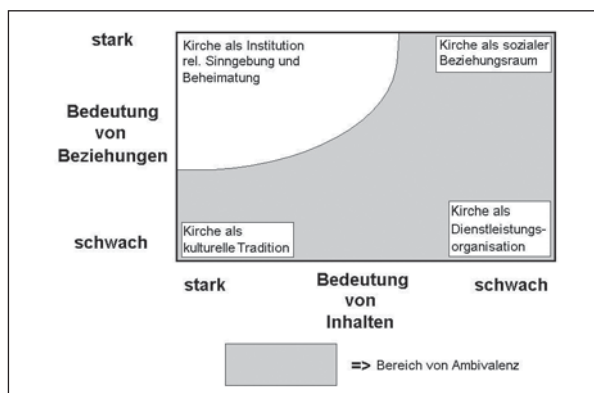 stark
Kirche als Institution
rel. Sinngebung und
Beheimatung
Kirche als sozialer
Beziehungsraum
Bedeutung
von
Beziehungen
schwach
Kirche als
kulturelle Tradition
Kirche als
Dienstleistungs-
organisation
stark
Bedeutung
von
Inhalten
schwach
=> Bereich von Ambivalenz